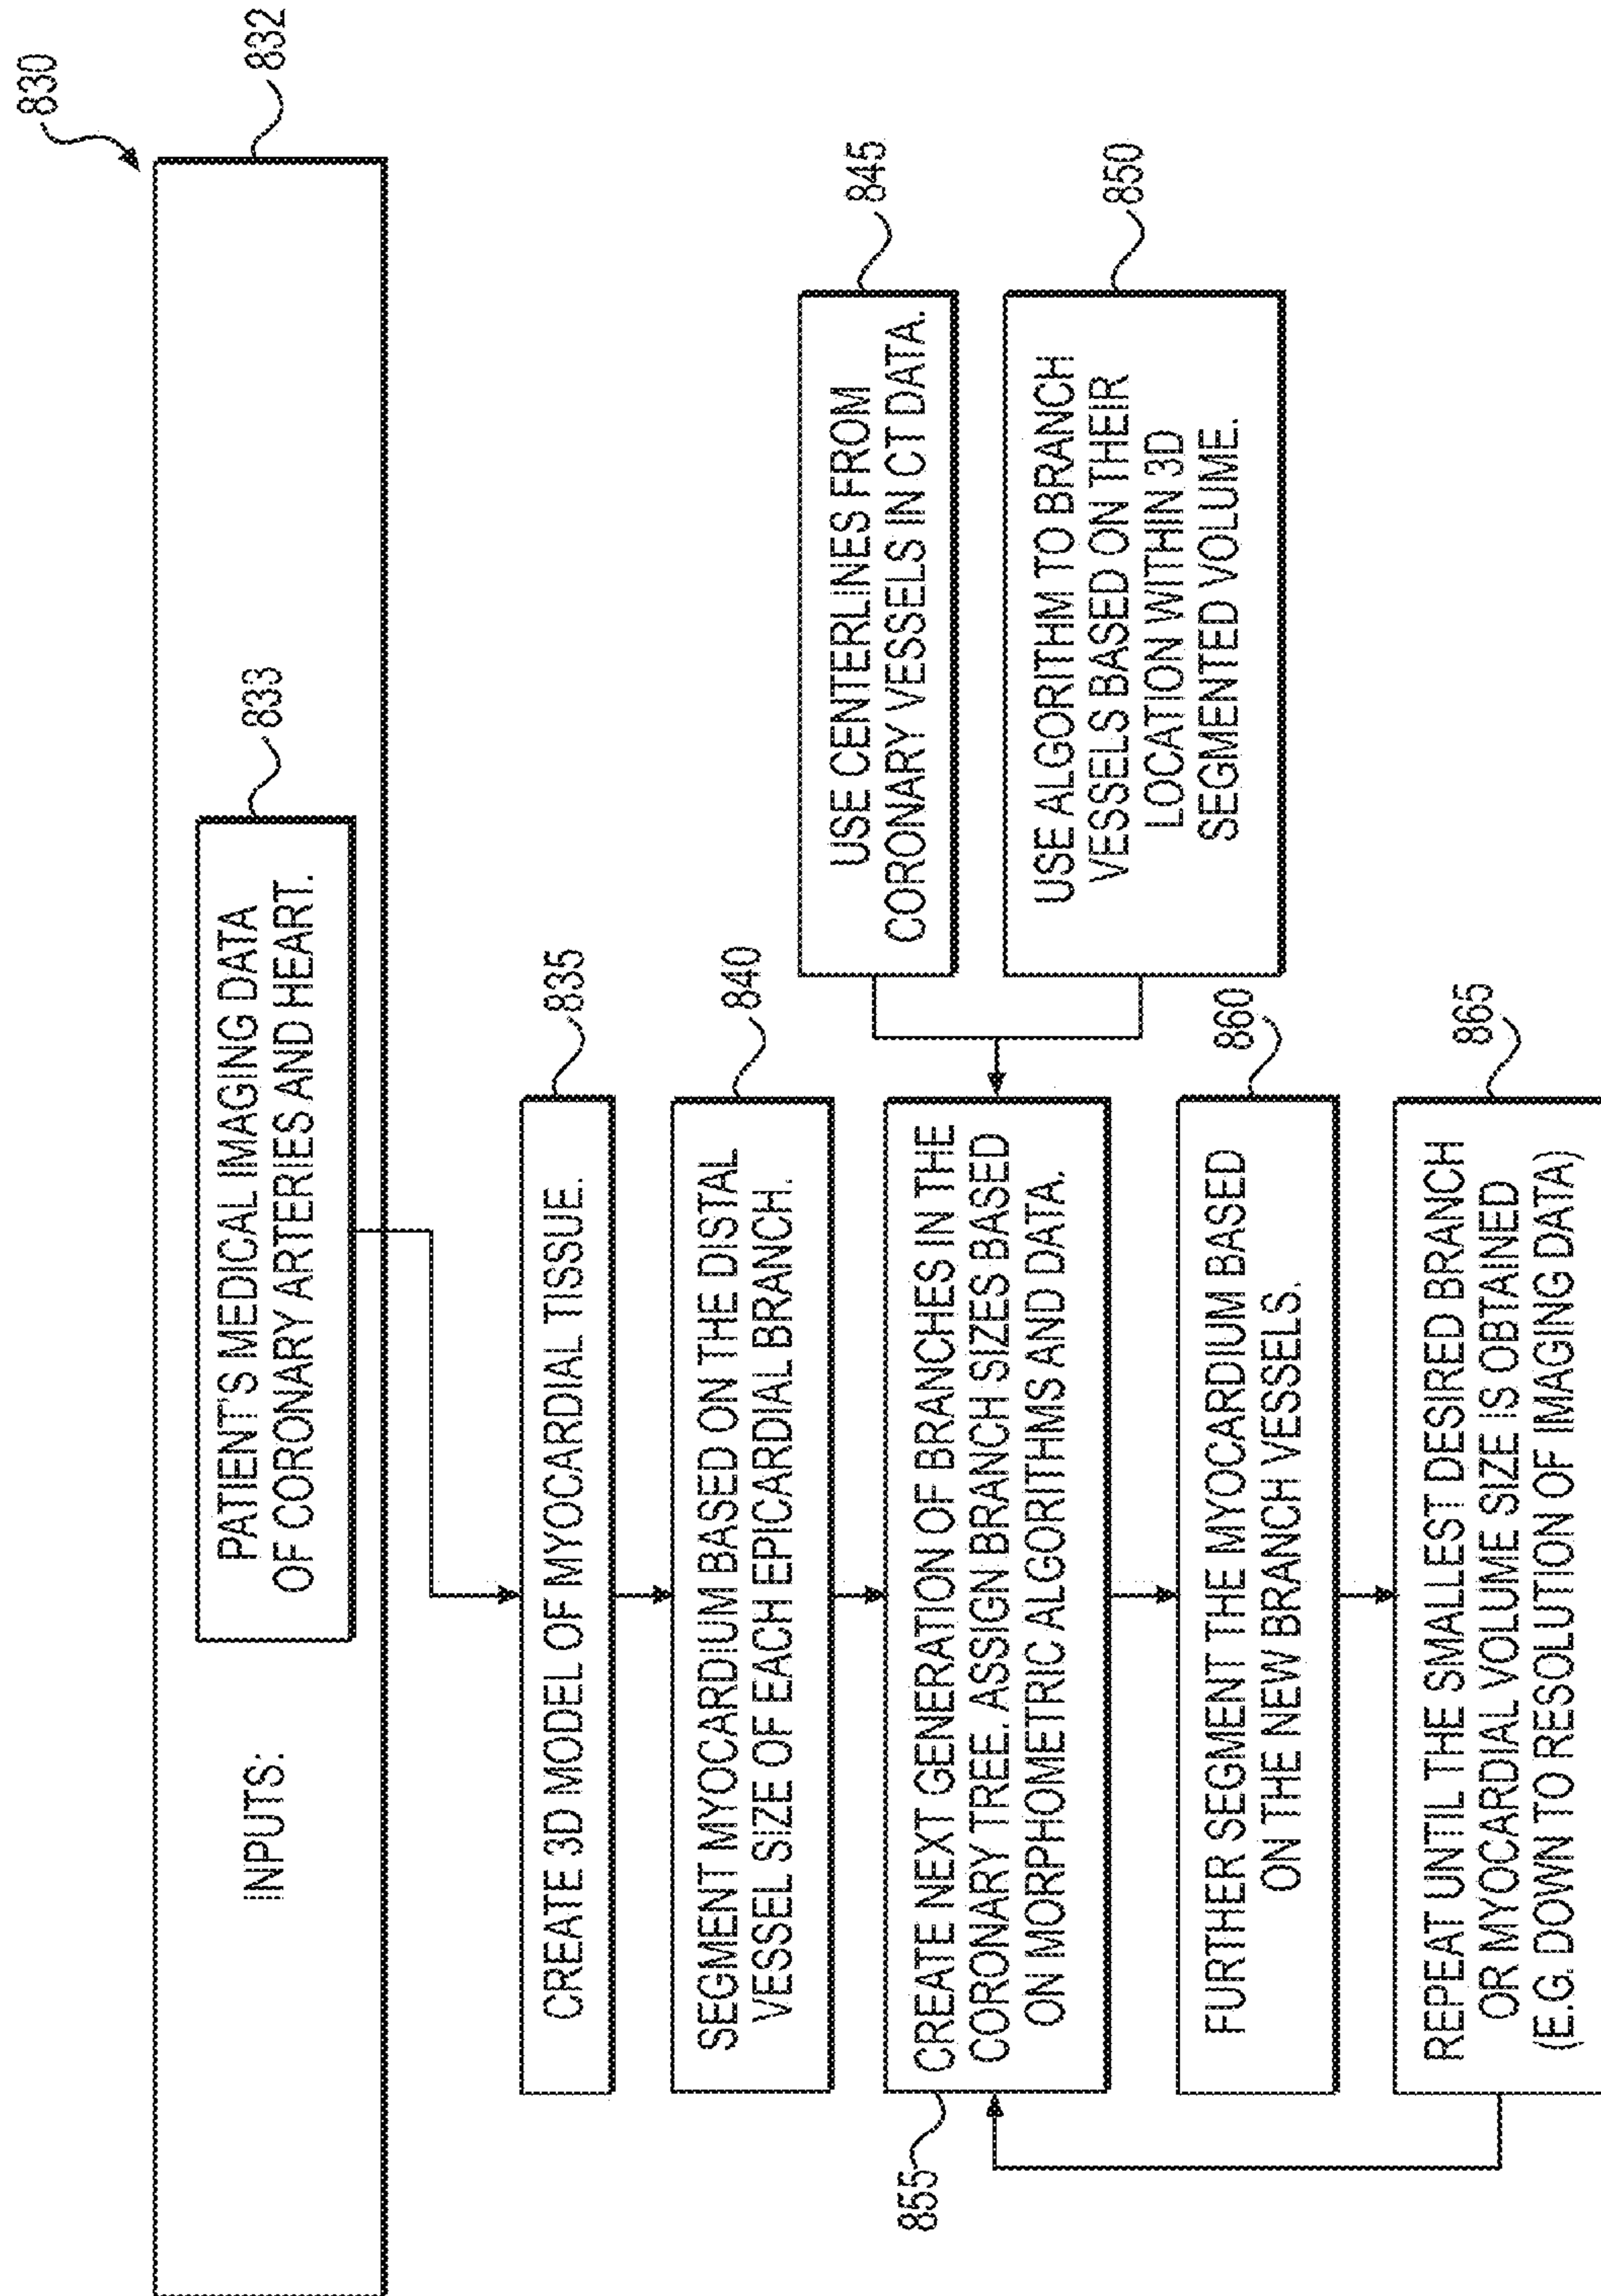 830
832
INPUTS:
833
PATIENT'S MEDICAL IMAGING DATA
OF CORONARY ARTERIES AND HEART.
835
CREATE 3D MODEL OF MYOCARDIAL TISSUE.
840
SEGMENT MYOCARDIUM BASED ON THE DISTAL
VESSEL SIZE OF EACH EPICARDIAL BRANCH.
845
USE CENTERLINES FROM
CORONARY VESSELS IN CT DATA.
850
USE ALGORITHM TO BRANCH
VESSELS BASED ON THEIR
LOCATION WITHIN 3D
SEGMENTED VOLUME.
855
CREATE NEXT GENERATION OF BRANCHES IN THE
CORONARY TREE. ASSIGN BRANCH SIZES BASED
ON MORPHOMETRIC ALGORITHMS AND DATA.
860
FURTHER SEGMENT THE MYOCARDIUM BASED
ON THE NEW BRANCH VESSELS.
865
REPEAT UNTIL THE SMALLEST DESIRED BRANCH
OR MYOCARDIAL VOLUME SIZE IS OBTAINED
(E.G. DOWN TO RESOLUTION OF IMAGING DATA)